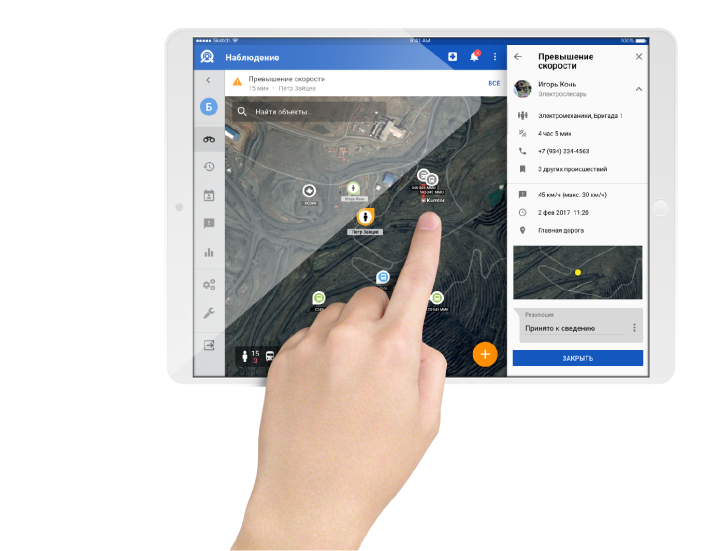 Sketch
9:41 AM
100%
Наблюдение
Превышение скорости
15 мин • Петр Зайцев
ВСЕ
Б
Найти объекты...
Игорь Конь
Kumtor
Петр Зайцев
15
3
Превышение
скорости
Игорь Конь
Электрослесарь
Электромеханики, Бригада 1
4 час 5 мин
+7 (934) 234-4563
3 других происшествий
45 км/ч (макс. 30 км/ч)
2 фев 2017 11:20
Главная дорога
Резолюция
Принято к сведению
ЗАКРЫТЬ